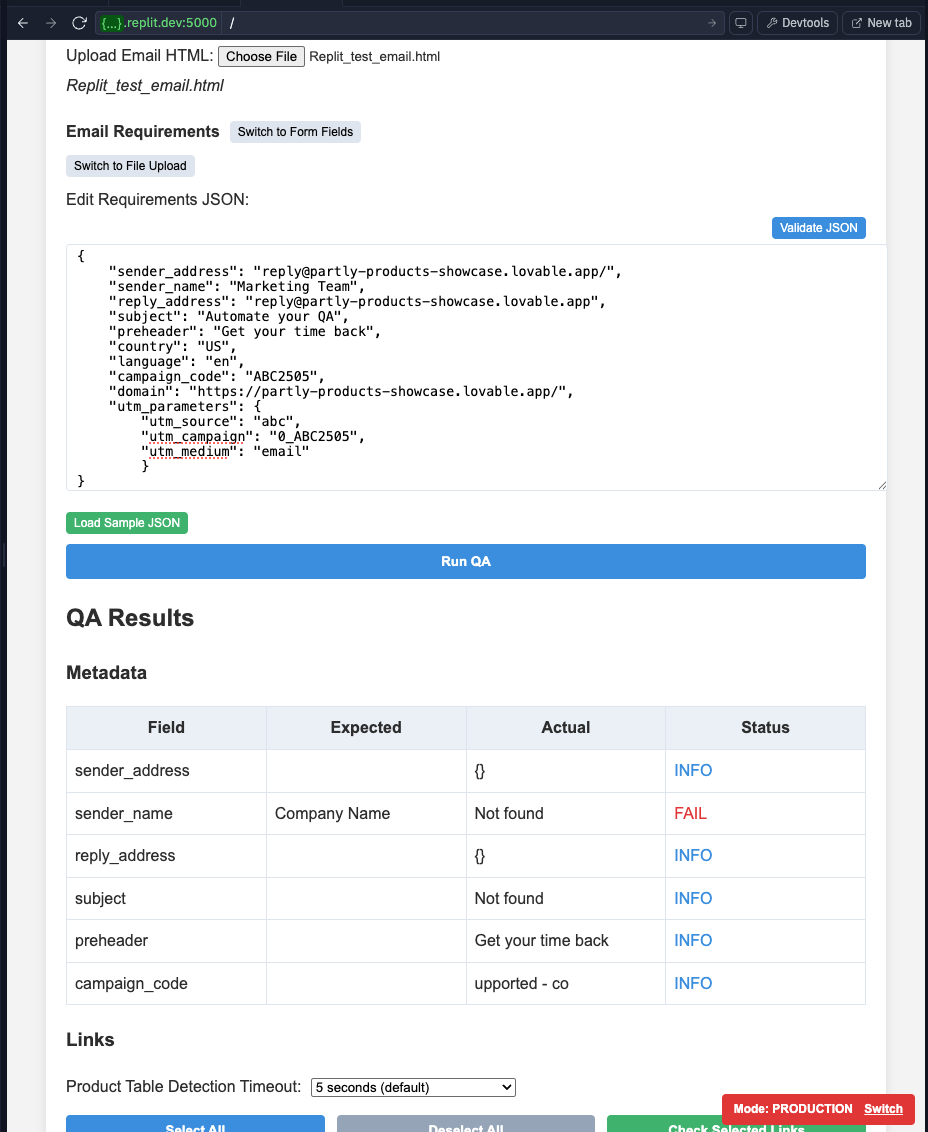 {...}.replit.dev:5000 /
Devtools
New tab
Upload Email HTML: Choose File Replit_test_email.html
Replit_test_email.html
Email Requirements Switch to Form Fields
Switch to File Upload
Edit Requirements JSON:
Validate JSON
{
"sender_address": "reply@partly-products-showcase.lovable.app/",
"sender_name": "Marketing Team",
"reply_address": "reply@partly-products-showcase.lovable.app",
"subject": "Automate your QA",
"preheader": "Get your time back",
"country": "US",
"language": "en",
"campaign_code": "ABC2505",
"domain": "https://partly-products-showcase.lovable.app/",
"utm_parameters": {
"utm_source": "abc",
"utm_campaign": "0_ABC2505",
"utm_medium": "email"
}
}
Load Sample JSON
Run QA
QA Results
Metadata
Field Expected Actual Status
sender_address {} INFO
sender_name Company Name Not found FAIL
reply_address {} INFO
subject Not found INFO
preheader Get your time back INFO
campaign_code upported - co INFO
Links
Product Table Detection Timeout: 5 seconds (default)
Mode: PRODUCTION Switch
Select All Deselect All Check Selected Links